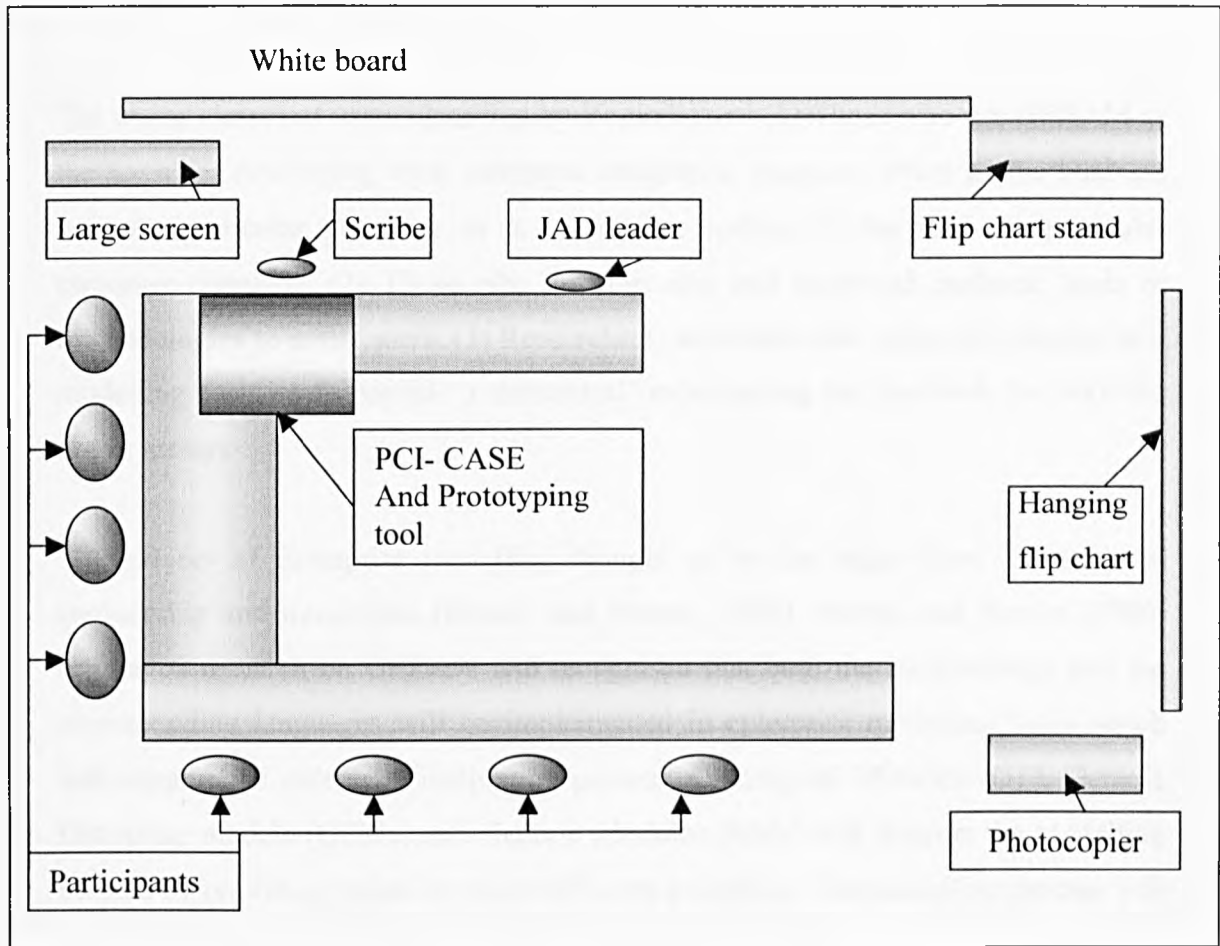 White board
Large screen
Scribe
JAD leader
Flip chart stand
PCI- CASE
And Prototyping
tool
Hanging
flip chart
Photocopier
Participants